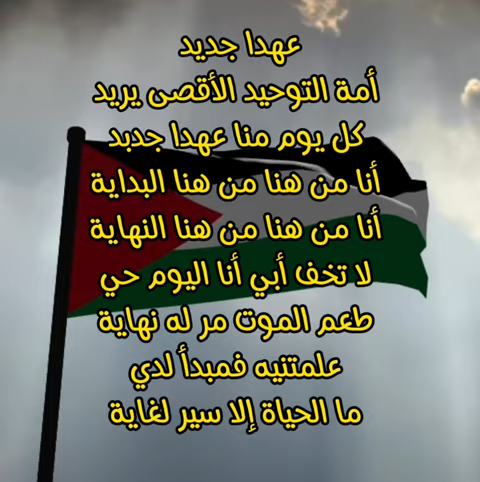 عهدا جديد
أمة التوحيد الأقصى يريد
كل يوم منا عهدا جدبد
أنا من هنا من هنا البداية
أنا من هنا من هنا النهاية
لا تخف أبي أنا اليوم حي
طعم الموت مر له نهاية
علمتنيه فمبدأ لدي
ما الحياة إلا سير لغاية